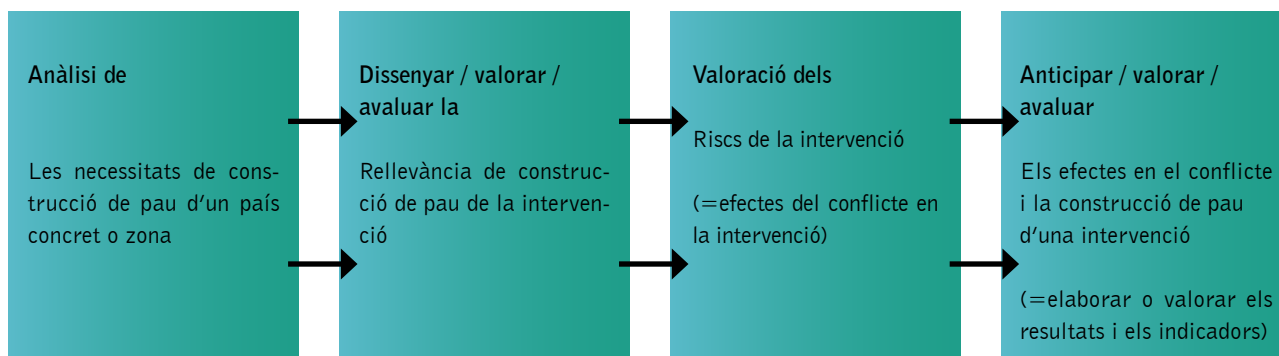 Anàlisi de
Les necessitats de cons-
trucció de pau d'un país
concret o zona
Dissenyar / valorar /
avaluar la
Rellevància de construc-
ció de pau de la interven-
ció
Valoració dels
Riscs de la intervenció
(=efectes del conflicte en
la intervenció)
Anticipar / valorar /
avaluar
Els efectes en el conflicte
i la construcció de pau
d'una intervenció
(=elaborar o valorar els
resultats i els indicadors)